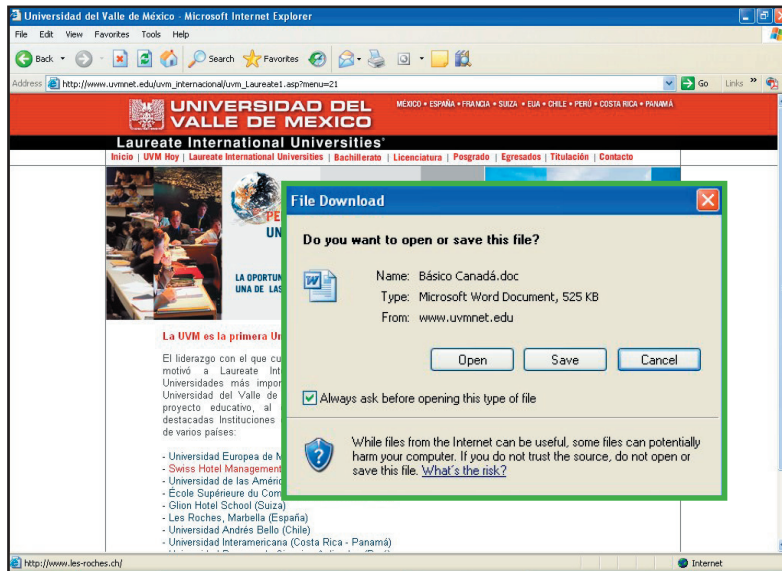 Universidad del Valle de México - Microsoft Internet Explorer
File Edit View Favorites Tools Help
Back Search Favorites
Address http://www.uvmnet.edu/uvm_internacional/uvm_Laureate1.asp?menu=21 Go Links »
UNIVERSIDAD DEL
VALLE DE MEXICO
MÉXICO • ESPAÑA • FRANCIA • SUIZA • EUA • CHILE • PERÚ • COSTA RICA • PANAMÁ
Laureate International Universities
Inicio | UVM Hoy | Laureate International Universities | Bachillerato | Licenciatura | Posgrado | Egresados | Titulación | Contacto
PE
UN
LA OPORTUN
UNA DE LAS
File Download
Do you want to open or save this file?
Name: Básico Canadá.doc
Type: Microsoft Word Document, 525 KB
From: www.uvmnet.edu
Open Save Cancel
Always ask before opening this type of file
While files from the Internet can be useful, some files can potentially
harm your computer. If you do not trust the source, do not open or
save this file. What's the risk?
La UVM es la primera Un
El liderazgo con el que cu
motivó a Laureate Int
Universidades más impor
Universidad del Valle de
proyecto educativo, al
destacadas Instituciones
de varios países:
- Universidad Europea de M
- Swiss Hotel Management
- Universidad de las Améric
- École Supérieure du Com
- Glion Hotel School (Suiza)
- Les Roches, Marbella (España)
- Universidad Andrés Bello (Chile)
- Universidad Interamericana (Costa Rica - Panamá)
http://www.les-roches.ch/ Internet